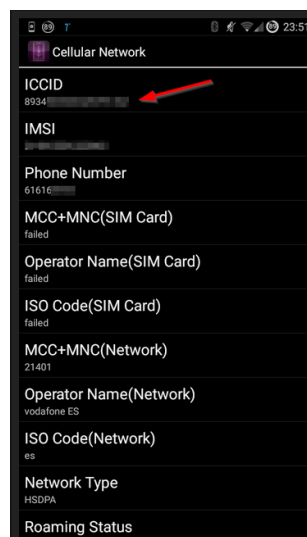 89 T 89 23:51
Cellular Network
ICCID
8934
IMSI
Phone Number
61616
MCC+MNC(SIM Card)
failed
Operator Name(SIM Card)
failed
ISO Code(SIM Card)
failed
MCC+MNC(Network)
21401
Operator Name(Network)
vodafone ES
ISO Code(Network)
es
Network Type
HSDPA
Roaming Status